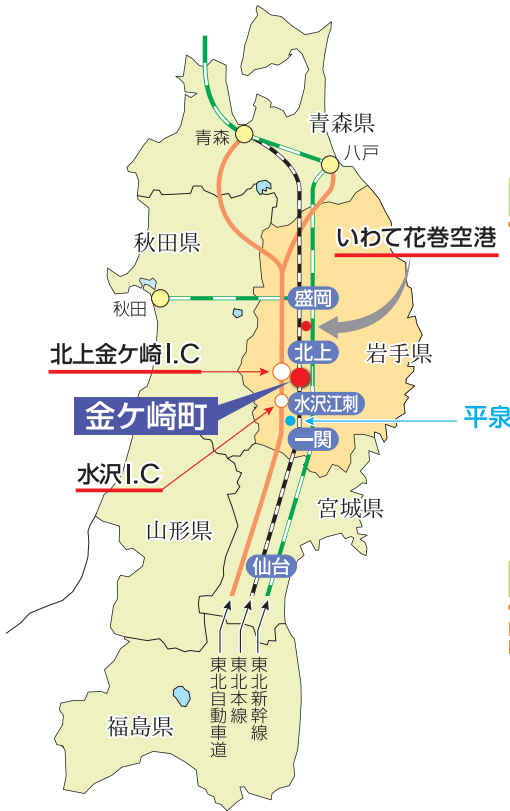 青森県
青森
八戸
秋田県
いわて花巻空港
秋田
盛岡
北上
岩手県
北上金ケ崎I.C
金ケ崎町
水沢江刺
平泉
一関
水沢I.C
宮城県
山形県
仙台
東北自動車道
東北本線
東北新幹線
福島県